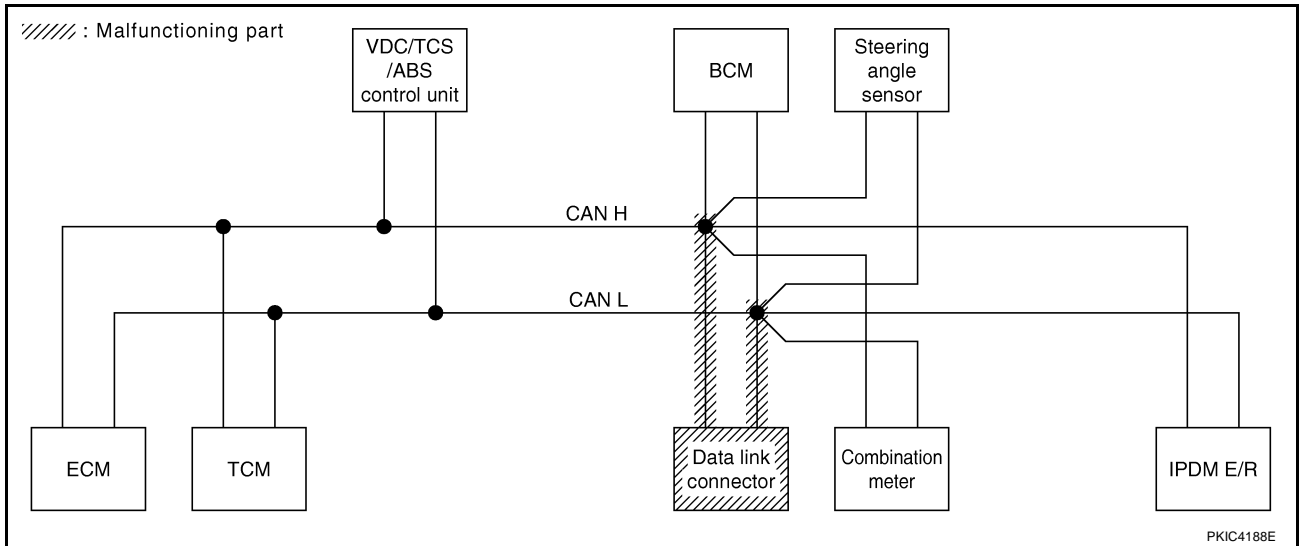 : Malfunctioning part
VDC/TCS
/ABS
control unit
BCM
Steering
angle
sensor
CAN H
CAN L
ECM
TCM
Data link
connector
Combination
meter
IPDM E/R
PKIC4188E